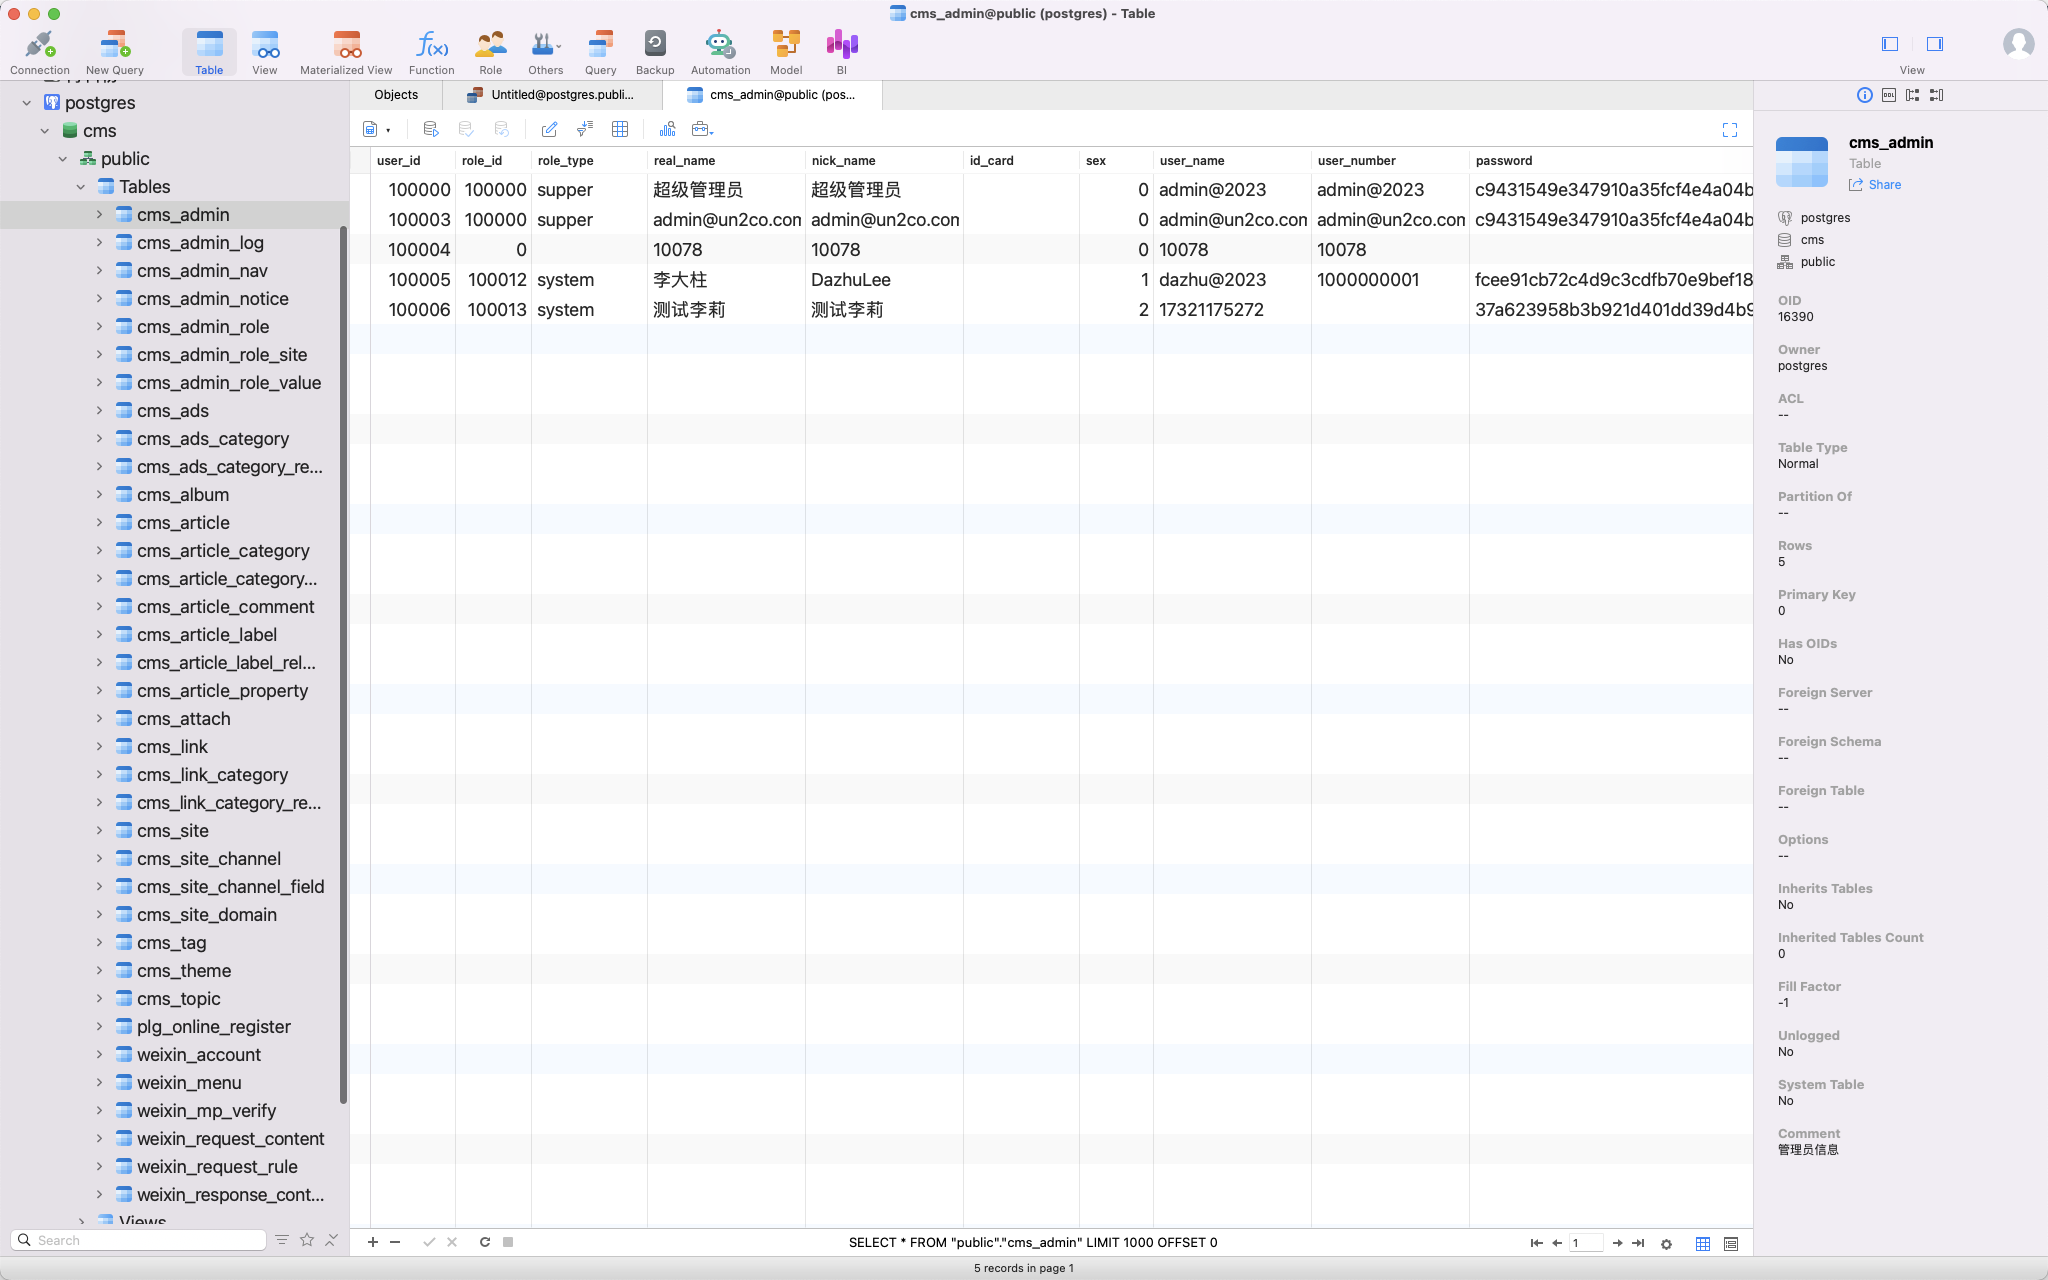 cms_admin@public (postgres) - Table
Connection
New Query
Table
View
Materialized View
Function
Role
Others
Query
Backup
Automation
Model
BI
View
postgres
cms
public
Tables
cms_admin
cms_admin_log
cms_admin_nav
cms_admin_notice
cms_admin_role
cms_admin_role_site
cms_admin_role_value
cms_ads
cms_ads_category
cms_ads_category_re...
cms_album
cms_article
cms_article_category
cms_article_category...
cms_article_comment
cms_article_label
cms_article_label_rel...
cms_article_property
cms_attach
cms_link
cms_link_category
cms_link_category_re...
cms_site
cms_site_channel
cms_site_channel_field
cms_site_domain
cms_tag
cms_theme
cms_topic
plg_online_register
weixin_account
weixin_menu
weixin_mp_verify
weixin_request_content
weixin_request_rule
weixin_response_cont...
Views
Search
Objects
Untitled@postgres.publi...
cms_admin@public (pos...
user_id role_id role_type real_name nick_name id_card sex user_name user_number password
100000 100000 supper 超级管理员 超级管理员 0 admin@2023 admin@2023 c9431549e347910a35fcf4e4a04b
100003 100000 supper admin@un2co.com admin@un2co.com 0 admin@un2co.com admin@un2co.com c9431549e347910a35fcf4e4a04b
100004 0 10078 10078 0 10078 10078
100005 100012 system 李大柱 DazhuLee 1 dazhu@2023 1000000001 fcee91cb72c4d9c3cdfb70e9bef18
100006 100013 system 测试李莉 测试李莉 2 17321175272 37a623958b3b921d401dd39d4b9
SELECT * FROM "public"."cms_admin" LIMIT 1000 OFFSET 0
1
5 records in page 1
cms_admin
Table
Share
postgres
cms
public
OID
16390
Owner
postgres
ACL
--
Table Type
Normal
Partition Of
--
Rows
5
Primary Key
0
Has OIDs
No
Foreign Server
--
Foreign Schema
--
Foreign Table
--
Options
--
Inherits Tables
No
Inherited Tables Count
0
Fill Factor
-1
Unlogged
No
System Table
No
Comment
管理员信息